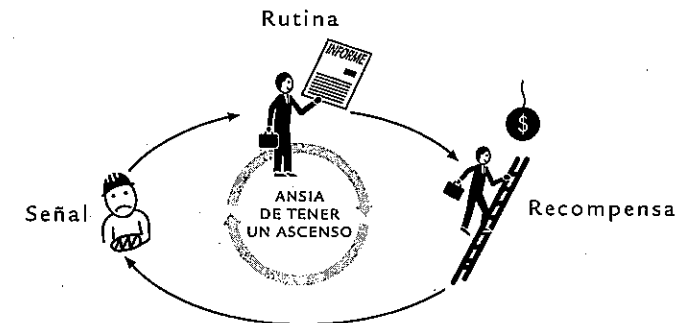 Rutina
INFORME
$
Señal
ANSIA
DE TENER
UN ASCENSO
Recompensa